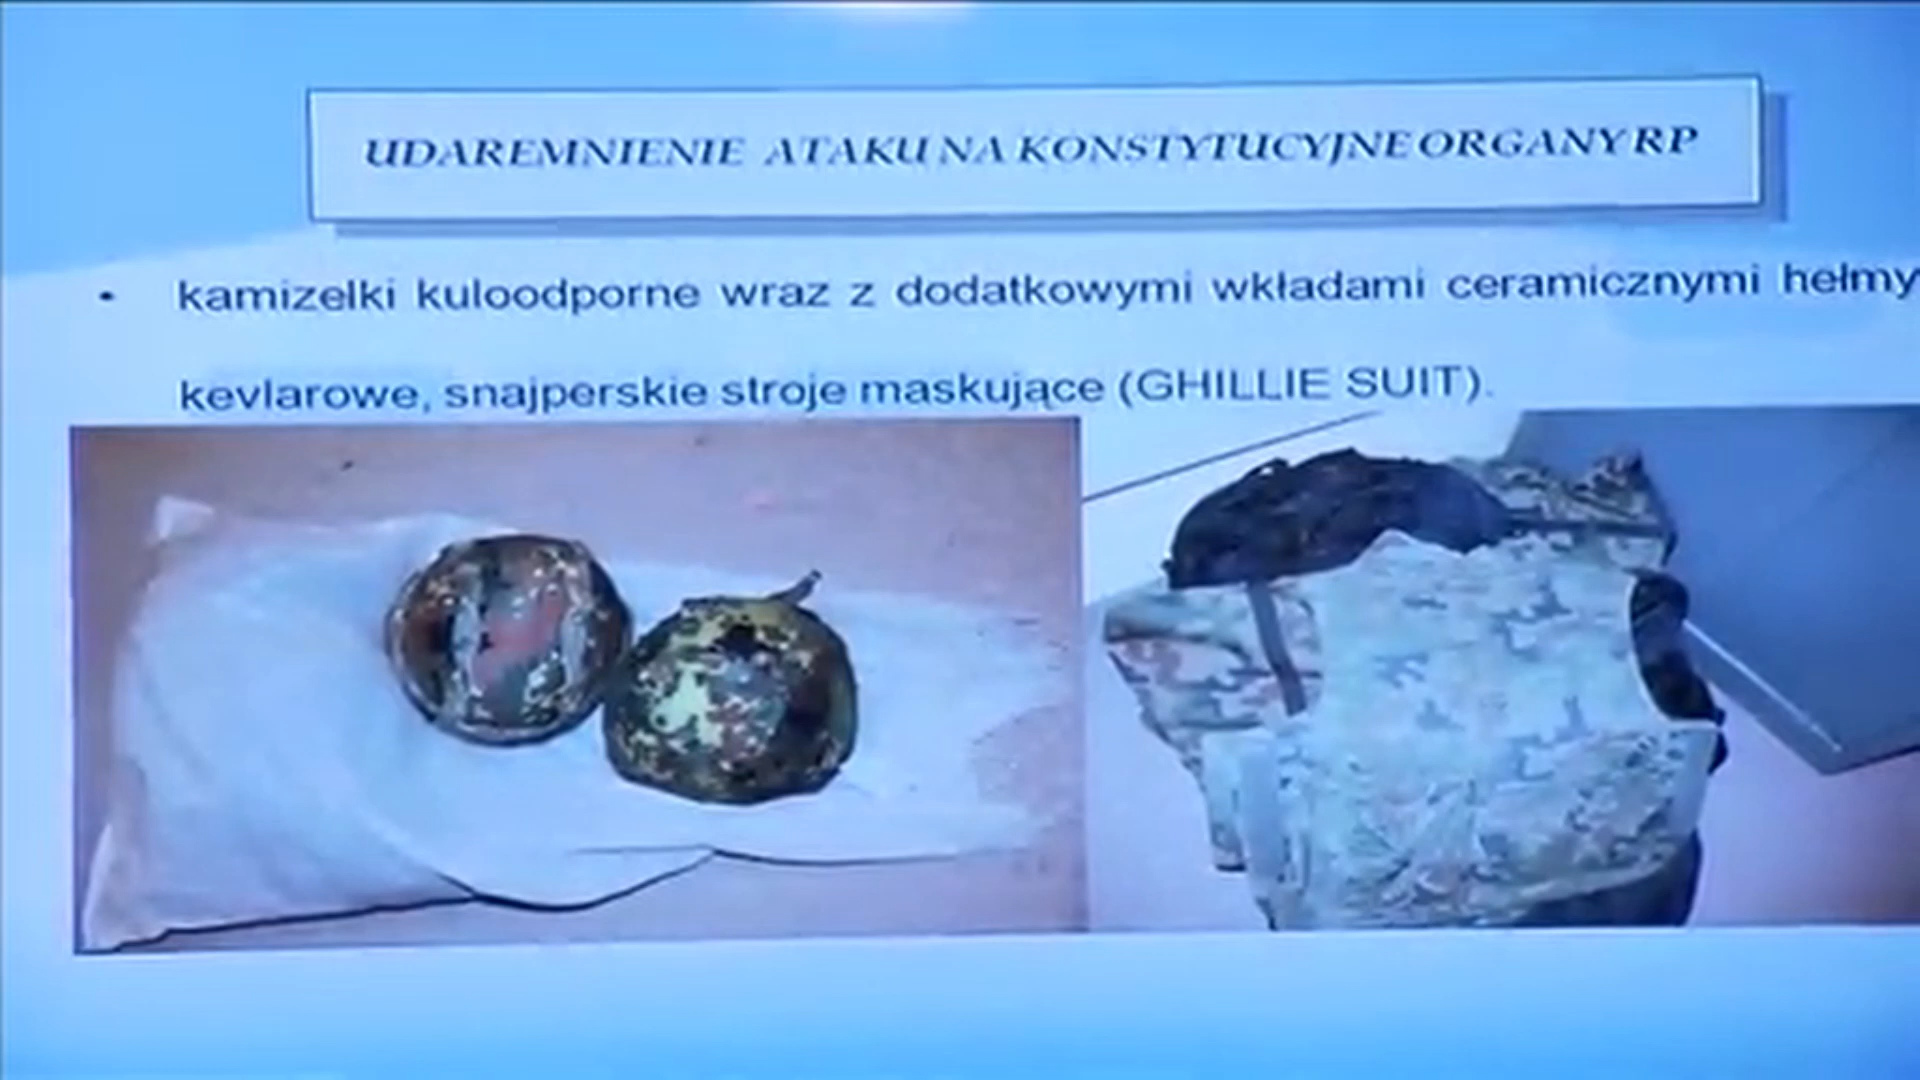 UDAREMNIENIE ATAKU NA KONSTYTUCYJNE ORGANY RP
• kamizelki kuloodporne wraz z dodatkowymi wkładami ceramicznymi hełmy
kevlarowe, snajperskie stroje maskujące (GHILLIE SUIT).